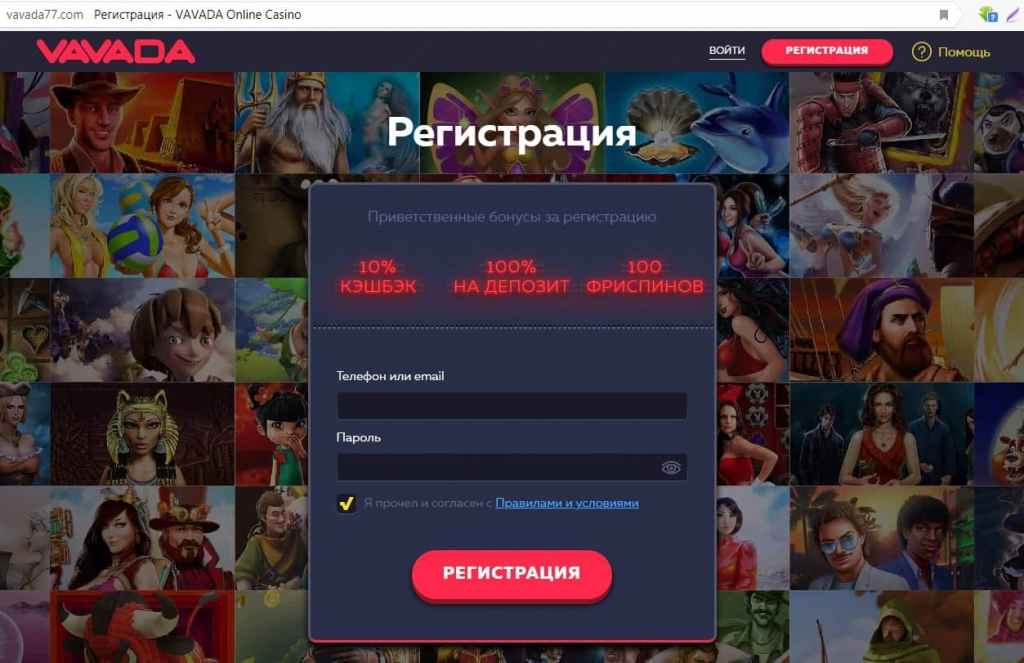 vavada77.com Регистрация - VAVADA Online Casino
VAVADA
ВОЙТИ
РЕГИСТРАЦИЯ
? Помощь
Регистрация
Приветственные бонусы за регистрацию
10% 100% 100
КЭШБЭК НА ДЕПОЗИТ ФРИСПИНОВ
Телефон или email
Пароль
Я прочел и согласен с Правилами и условиями
РЕГИСТРАЦИЯ